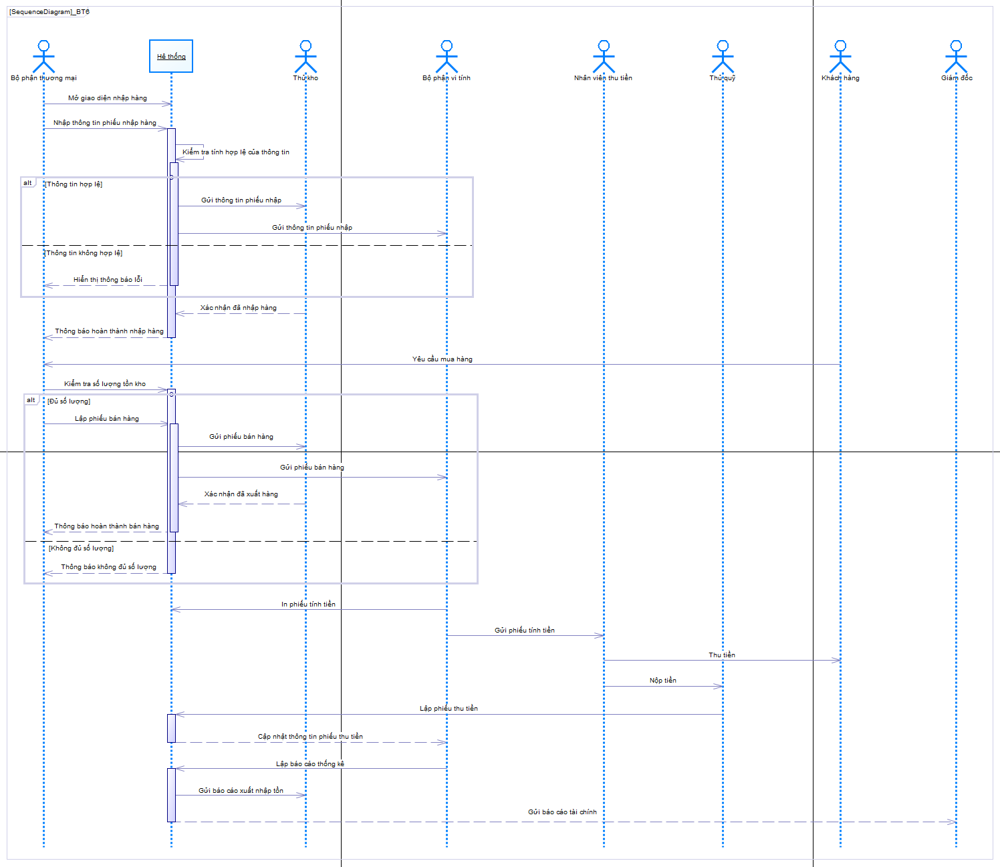 [SequenceDiagram]_BT6
Bộ phận thương mại
Hệ thống
Thủ kho
Bộ phận vi tính
Nhân viên thu tiền
Thủ quỹ
Khách hàng
Giám đốc
Mở giao diện nhập hàng
Nhập thông tin phiếu nhập hàng
Kiểm tra tính hợp lệ của thông tin
alt
[Thông tin hợp lệ]
Gửi thông tin phiếu nhập
Gửi thông tin phiếu nhập
[Thông tin không hợp lệ]
Hiển thị thông báo lỗi
Xác nhận đã nhập hàng
Thông báo hoàn thành nhập hàng
Yêu cầu mua hàng
Kiểm tra số lượng tồn kho
alt
[Đủ số lượng]
Lập phiếu bán hàng
Gửi phiếu bán hàng
Gửi phiếu bán hàng
Xác nhận đã xuất hàng
Thông báo hoàn thành bán hàng
[Không đủ số lượng]
Thông báo không đủ số lượng
In phiếu tính tiền
Gửi phiếu tính tiền
Thu tiền
Nộp tiền
Lập phiếu thu tiền
Cập nhật thông tin phiếu thu tiền
Lập báo cáo thống kê
Gửi báo cáo xuất nhập tồn
Gửi báo cáo tài chính